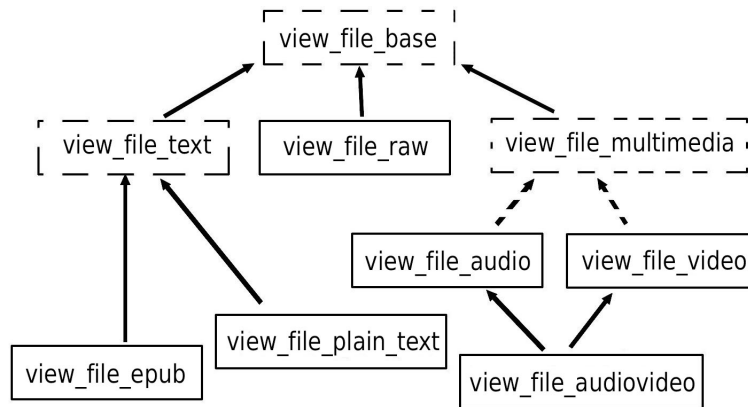 view_file_base
view_file_text
view_file_raw
view_file_multimedia
view_file_audio
view_file_video
view_file_plain_text
view_file_epub
view_file_audiovideo